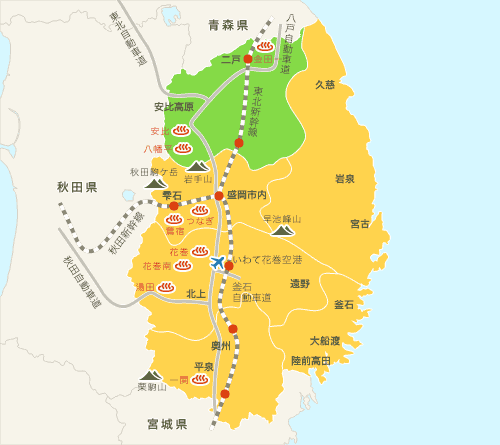 青森県
八戸自動車道
東北自動車道
二戸
金田一
久慈
東北新幹線
安比高原
安比
八幡平
秋田駒ケ岳
岩手山
岩泉
秋田県
雫石
盛岡市内
つなぎ
鶯宿
早池峰山
宮古
秋田新幹線
花巻
いわて花巻空港
花巻南
秋田自動車道
湯田
北上
釜石
自動車道
遠野
釜石
奥州
大船渡
平泉
陸前高田
栗駒山
一関
宮城県